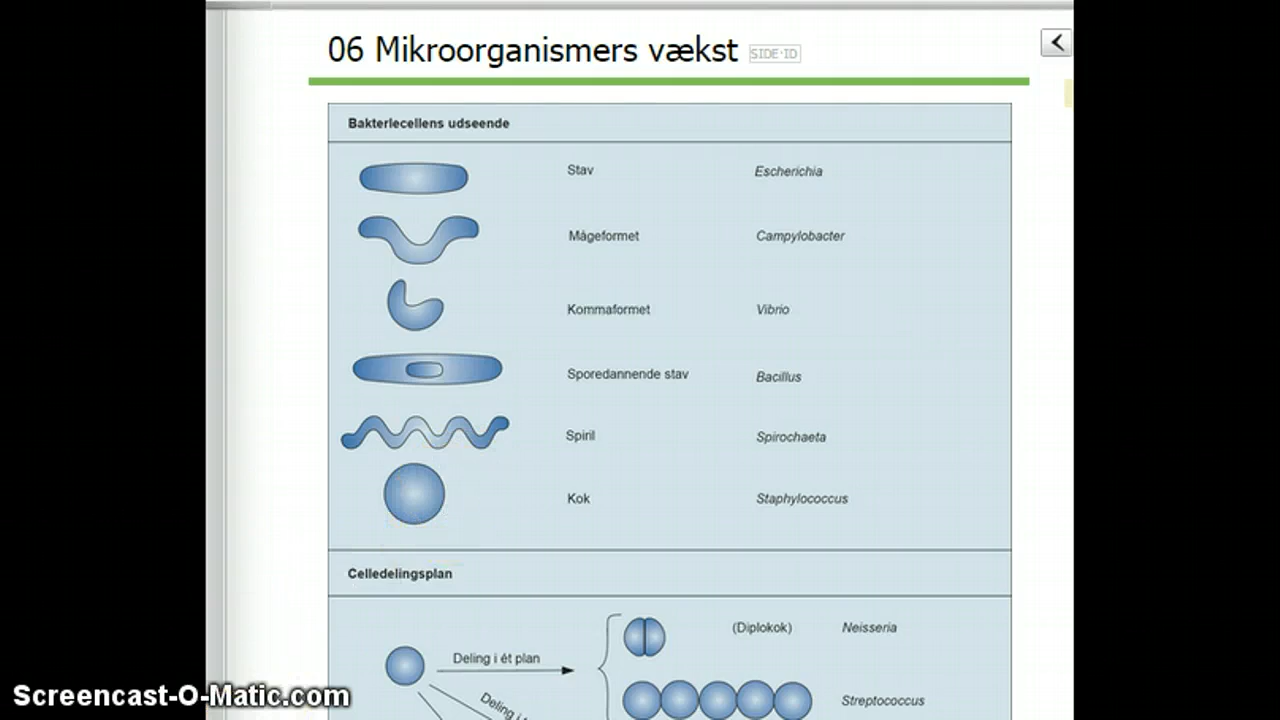 06 Mikroorganismers vækst SIDE-ID
Bakteriecellens udseende
Stav Escherichia
Mågeformet Campylobacter
Kommaformet Vibrio
Sporedannende stav Bacillus
Spiril Spirochaeta
Kok Staphylococcus
Celledelingsplan
(Diplokok) Neisseria
Deling i ét plan
Deling i
Streptococcus
Screencast-O-Matic.com